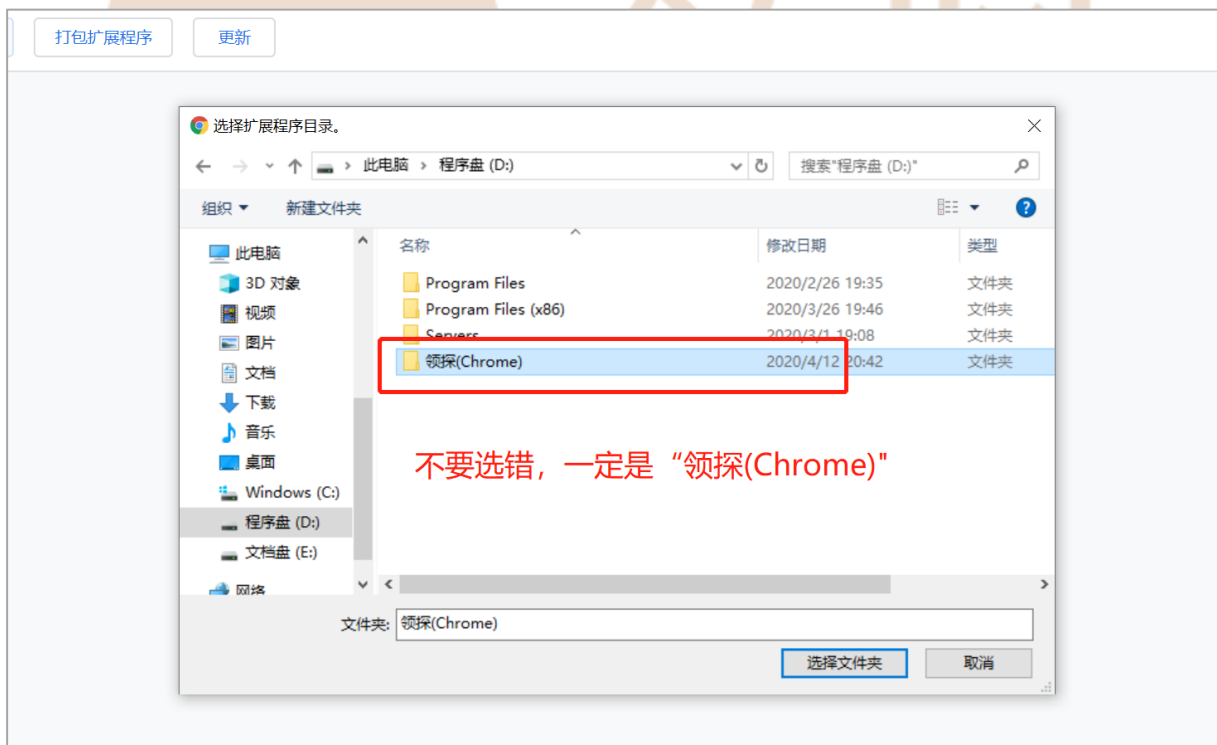 打包扩展程序 更新
选择扩展程序目录。
此电脑 › 程序盘 (D:) 搜索"程序盘 (D:)"
组织 新建文件夹
此电脑
3D 对象
视频
图片
文档
下载
音乐
桌面
Windows (C:)
程序盘 (D:)
文档盘 (E:)
网络
名称 修改日期 类型
Program Files 2020/2/26 19:35 文件夹
Program Files (x86) 2020/3/26 19:46 文件夹
Servers 2020/3/1 19:08 文件夹
领探(Chrome) 2020/4/12 20:42 文件夹
不要选错，一定是“领探(Chrome)"
文件夹: 领探(Chrome)
选择文件夹 取消